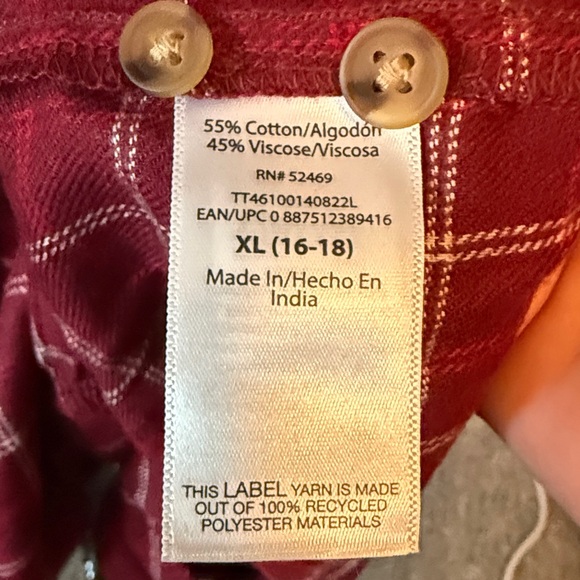 55% Cotton/Algodón
45% Viscose/Viscosa
RN# 52469
TT46100140822L
EAN/UPC 0 887512389416
XL (16-18)
Made In/Hecho En
India
THIS LABEL YARN IS MADE
OUT OF 100% RECYCLED
POLYESTER MATERIALS